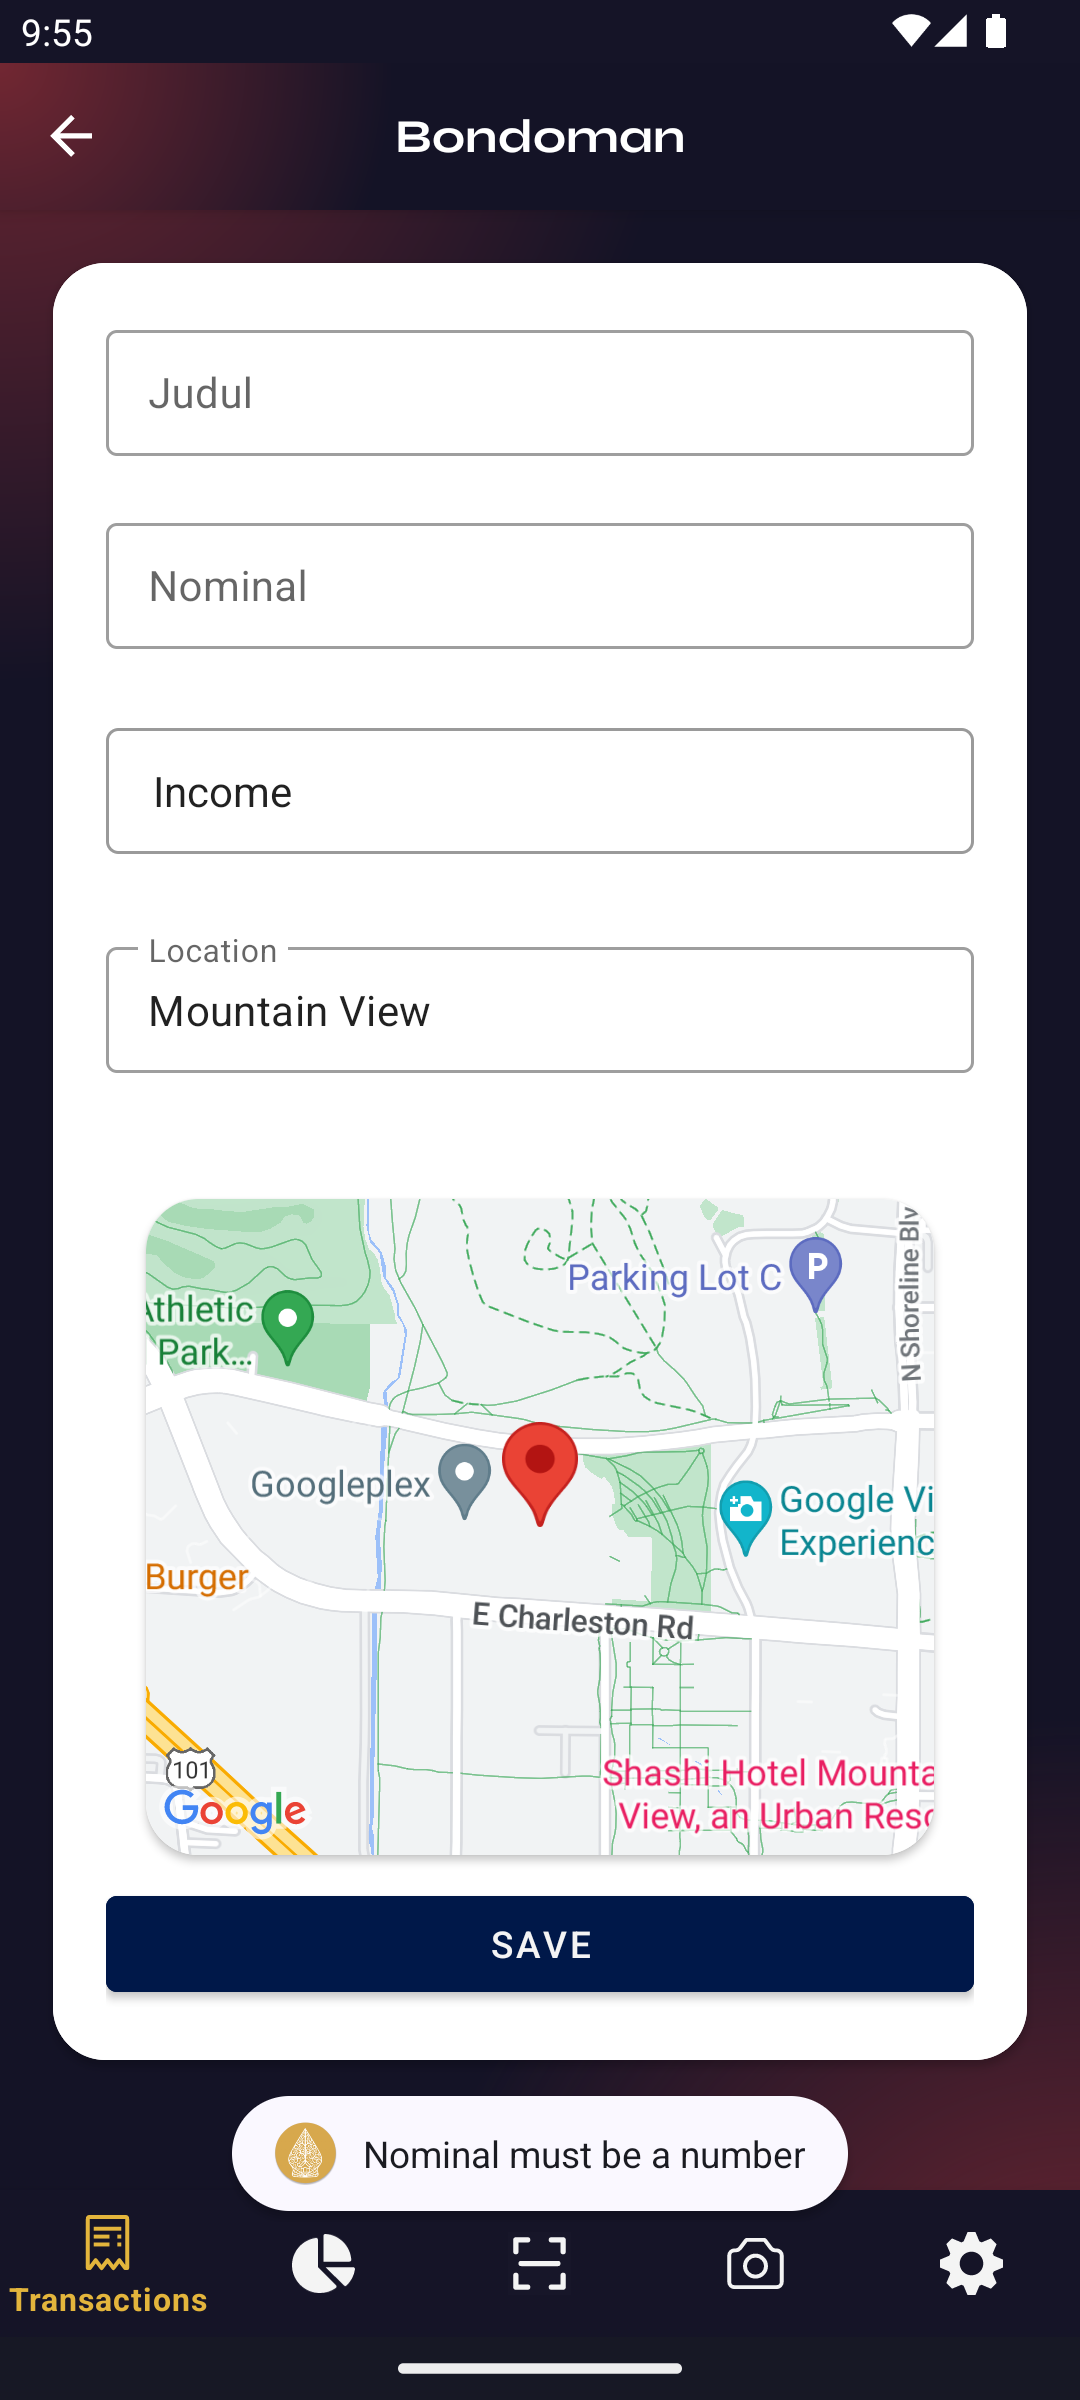 9:55
Bondoman
Judul
Nominal
Income
Location
Mountain View
Parking Lot C
P
N Shoreline Blv
Athletic
Park...
Googleplex
Google Vi
Experienc
Burger
E Charleston Rd
101
Google
Shashi Hotel Mounta
View, an Urban Reso
SAVE
Nominal must be a number
Transactions